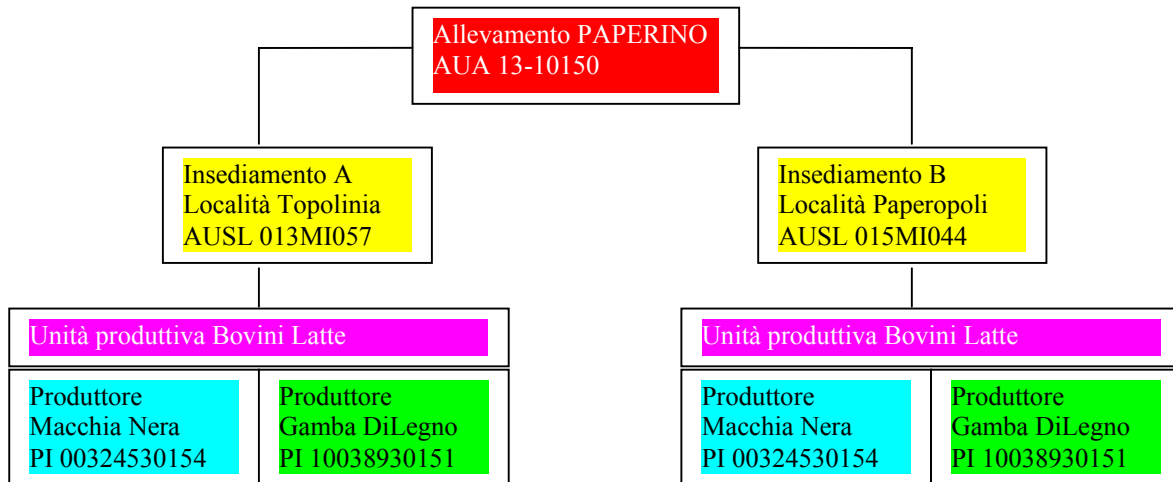 Allevamento PAPERINO
AUA 13-10150
Insediamento A
Località Topolinia
AUSL 013MI057
Insediamento B
Località Paperopoli
AUSL 015MI044
Unità produttiva Bovini Latte
Produttore
Macchia Nera
PI 00324530154
Produttore
Gamba DiLegno
PI 10038930151
Unità produttiva Bovini Latte
Produttore
Macchia Nera
PI 00324530154
Produttore
Gamba DiLegno
PI 10038930151